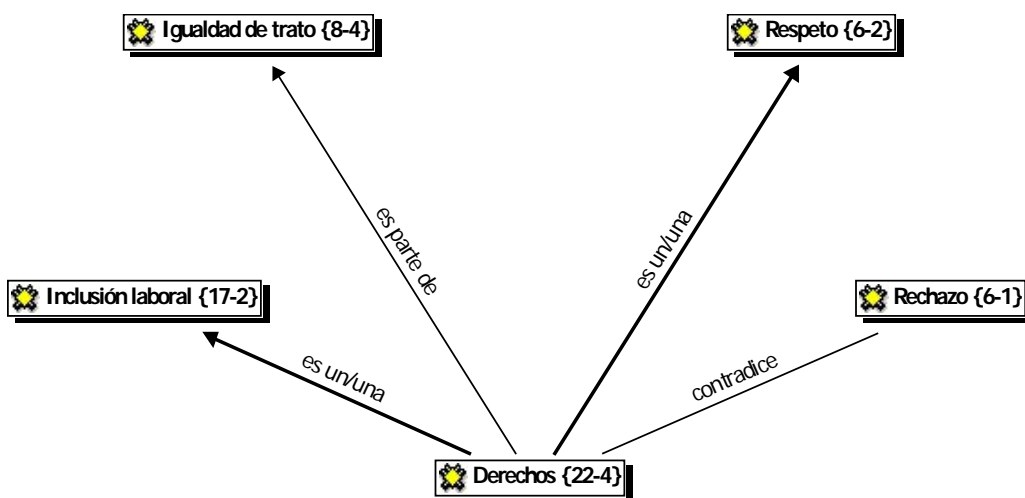 Igualdad de trato {8-4}
Respeto {6-2}
es parte de
es un/una
Inclusión laboral {17-2}
Rechazo {6-1}
es un/una
contradice
Derechos {22-4}